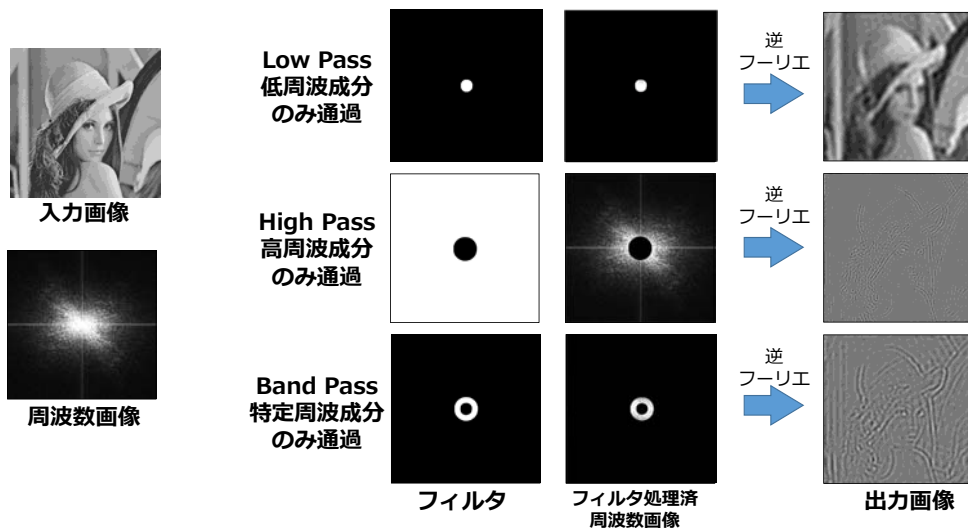 入力画像
周波数画像
Low Pass
低周波成分
のみ通過
逆
フーリエ
High Pass
高周波成分
のみ通過
逆
フーリエ
Band Pass
特定周波成分
のみ通過
逆
フーリエ
フィルタ
フィルタ処理済
周波数画像
出力画像